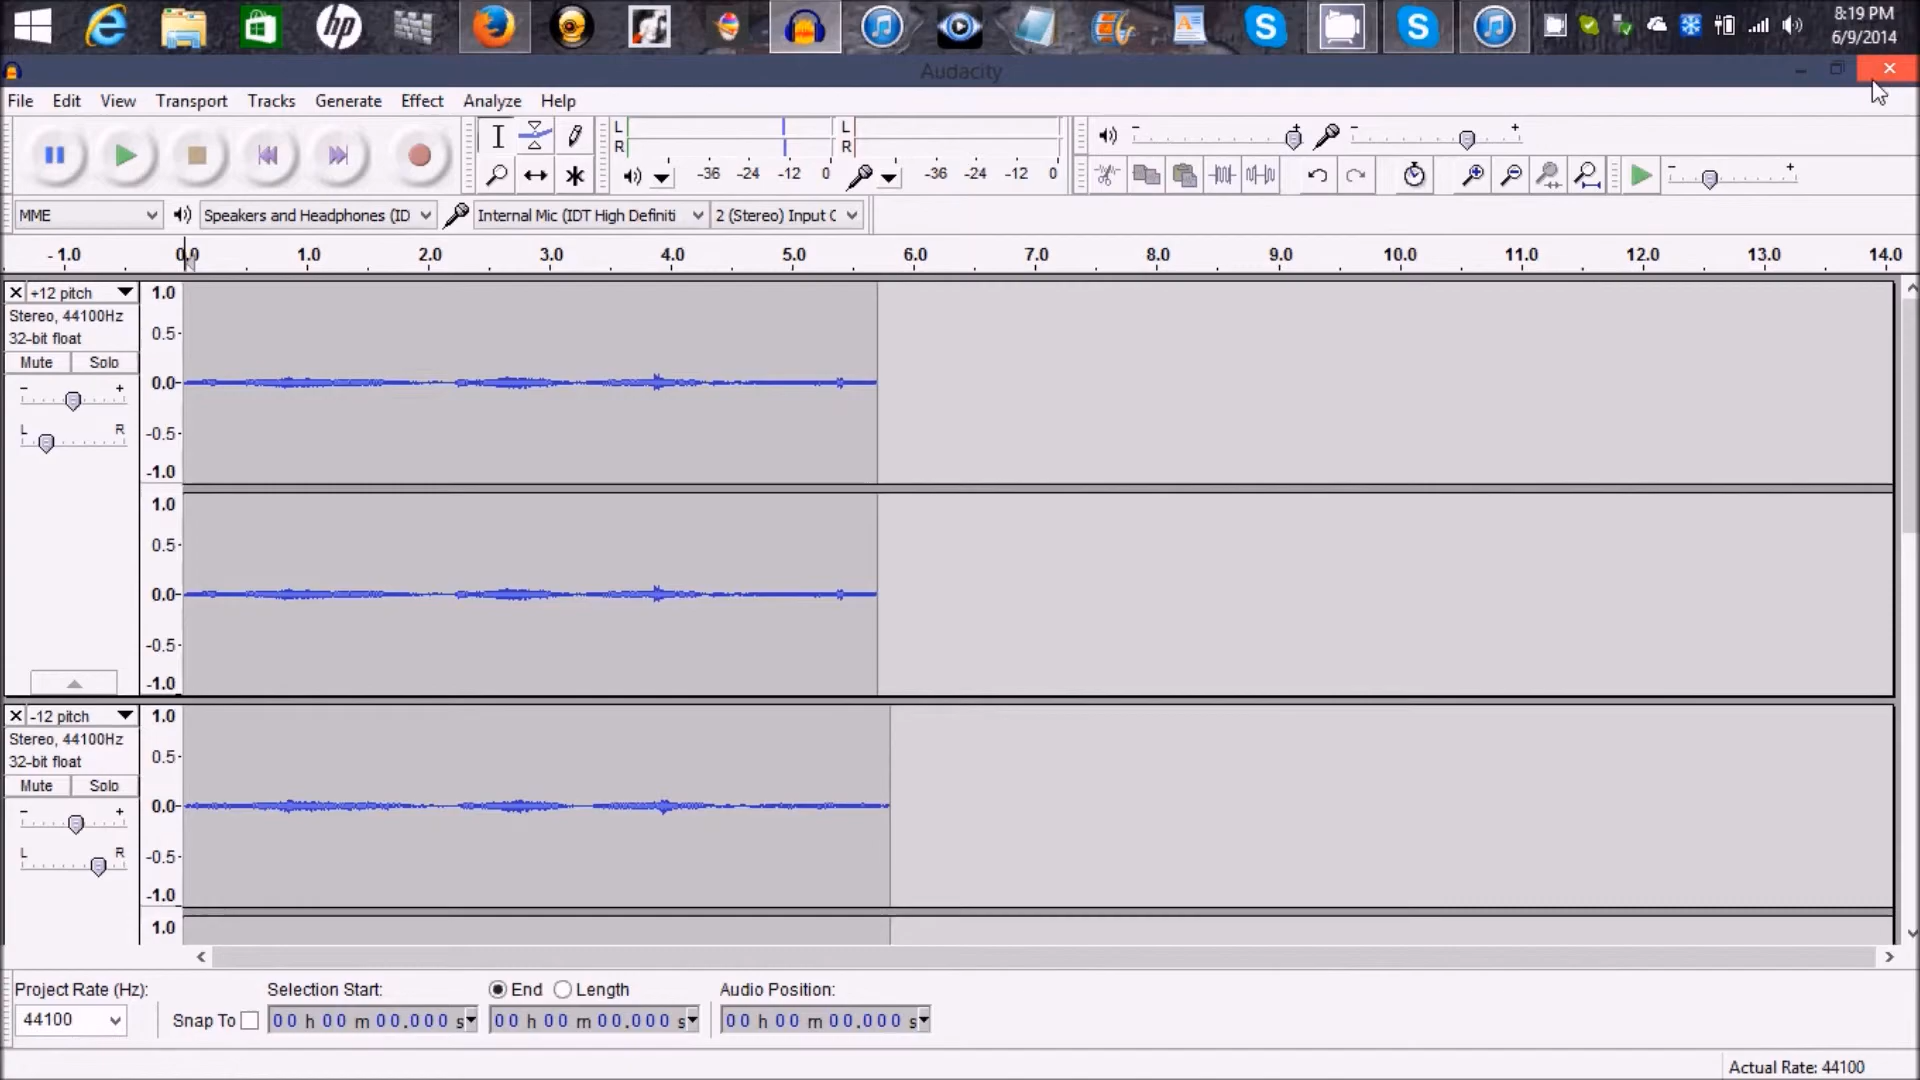 hp
8:19 PM
6/9/2014
Audacity
File Edit View Transport Tracks Generate Effect Analyze Help
L
R
-36 -24 -12 0
L
R
-36 -24 -12 0
MME
Speakers and Headphones (ID
Internal Mic (IDT High Definiti
2 (Stereo) Input C
- 1.0 0.0 1.0 2.0 3.0 4.0 5.0 6.0 7.0 8.0 9.0 10.0 11.0 12.0 13.0 14.0
+12 pitch
Stereo, 44100Hz
32-bit float
Mute Solo
- +
L R
1.0
0.5-
0.0-
-0.5-
-1.0
1.0
0.5-
0.0-
-0.5-
-1.0
-12 pitch
Stereo, 44100Hz
32-bit float
Mute Solo
- +
L R
1.0
0.5-
0.0-
-0.5-
-1.0
1.0
Project Rate (Hz):
44100
Snap To
Selection Start:
00 h 00 m 00.000 s
End Length
00 h 00 m 00.000 s
Audio Position:
00 h 00 m 00.000 s
Actual Rate: 44100